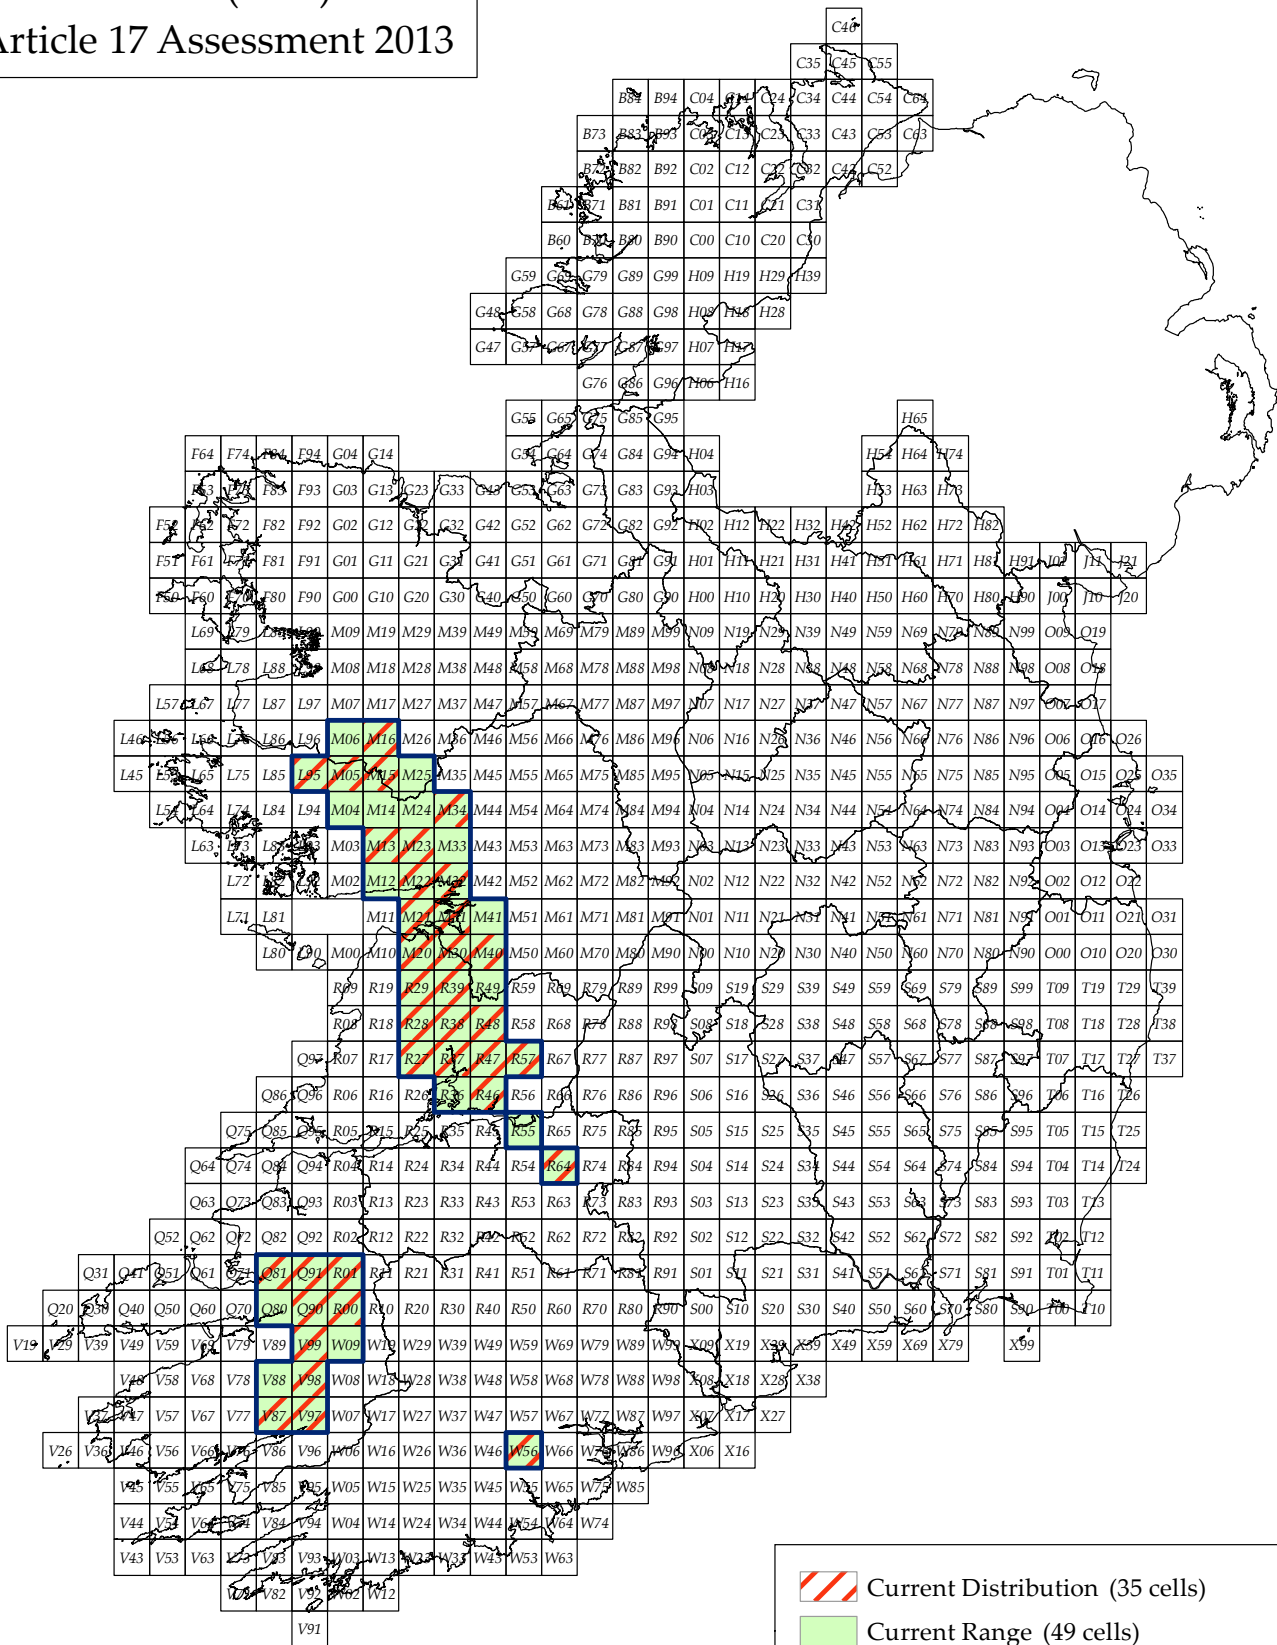 Article 17 Assessment 2013
C46
C35 C45 C55
B84 B94 C04 C14 C24 C34 C44 C54 C64
B73 B83 B93 C03 C13 C23 C33 C43 C53 C63
B72 B82 B92 C02 C12 C22 C32 C42 C52
B61 B71 B81 B91 C01 C11 C21 C31
B60 B70 B80 B90 C00 C10 C20 C30
G59 G69 G79 G89 G99 H09 H19 H29 H39
G48 G58 G68 G78 G88 G98 H08 H18 H28
G47 G57 G67 G77 G87 G97 H07 H17
G76 G86 G96 H06 H16
G55 G65 G75 G85 G95 H65
F64 F74 F84 F94 G04 G14 G54 G64 G74 G84 G94 H04 H54 H64 H74
F63 F73 F83 F93 G03 G13 G23 G33 G43 G53 G63 G73 G83 G93 H03 H53 H63 H73
F52 F62 F72 F82 F92 G02 G12 G22 G32 G42 G52 G62 G72 G82 G92 H02 H12 H22 H32 H42 H52 H62 H72 H82
F51 F61 F71 F81 F91 G01 G11 G21 G31 G41 G51 G61 G71 G81 G91 H01 H11 H21 H31 H41 H51 H61 H71 H81 H91 J01 J11 J21
F50 F60 F70 F80 F90 G00 G10 G20 G30 G40 G50 G60 G70 G80 G90 H00 H10 H20 H30 H40 H50 H60 H70 H80 H90 J00 J10 J20
L69 L79 L89 L99 M09 M19 M29 M39 M49 M59 M69 M79 M89 M99 N09 N19 N29 N39 N49 N59 N69 N79 N89 N99 O09 O19
L68 L78 L88 M08 M18 M28 M38 M48 M58 M68 M78 M88 M98 N08 N18 N28 N38 N48 N58 N68 N78 N88 N98 O08 O18
L57 L67 L77 L87 L97 M07 M17 M27 M37 M47 M57 M67 M77 M87 M97 N07 N17 N27 N37 N47 N57 N67 N77 N87 N97 O07 O17
L46 L56 L66 L76 L86 L96 M06 M16 M26 M36 M46 M56 M66 M76 M86 M96 N06 N16 N26 N36 N46 N56 N66 N76 N86 N96 O06 O16 O26
L45 L55 L65 L75 L85 L95 M05 M15 M25 M35 M45 M55 M65 M75 M85 M95 N05 N15 N25 N35 N45 N55 N65 N75 N85 N95 O05 O15 O25 O35
L54 L64 L74 L84 L94 M04 M14 M24 M34 M44 M54 M64 M74 M84 M94 N04 N14 N24 N34 N44 N54 N64 N74 N84 N94 O04 O14 O24 O34
L63 L73 L83 L93 M03 M13 M23 M33 M43 M53 M63 M73 M83 M93 N03 N13 N23 N33 N43 N53 N63 N73 N83 N93 O03 O13 O23 O33
L72 M02 M12 M22 M32 M42 M52 M62 M72 M82 M92 N02 N12 N22 N32 N42 N52 N62 N72 N82 N92 O02 O12 O22
L71 L81 M11 M21 M31 M41 M51 M61 M71 M81 M91 N01 N11 N21 N31 N41 N51 N61 N71 N81 N91 O01 O11 O21 O31
L80 L90 M00 M10 M20 M30 M40 M50 M60 M70 M80 M90 N00 N10 N20 N30 N40 N50 N60 N70 N80 N90 O00 O10 O20 O30
R09 R19 R29 R39 R49 R59 R69 R79 R89 R99 S09 S19 S29 S39 S49 S59 S69 S79 S89 S99 T09 T19 T29 T39
R08 R18 R28 R38 R48 R58 R68 R78 R88 R98 S08 S18 S28 S38 S48 S58 S68 S78 S88 S98 T08 T18 T28 T38
Q97 R07 R17 R27 R37 R47 R57 R67 R77 R87 R97 S07 S17 S27 S37 S47 S57 S67 S77 S87 S97 T07 T17 T27 T37
Q86 Q96 R06 R16 R26 R36 R46 R56 R66 R76 R86 R96 S06 S16 S26 S36 S46 S56 S66 S76 S86 S96 T06 T16 T26
Q75 Q85 Q95 R05 R15 R25 R35 R45 R55 R65 R75 R85 R95 S05 S15 S25 S35 S45 S55 S65 S75 S85 S95 T05 T15 T25
Q64 Q74 Q84 Q94 R04 R14 R24 R34 R44 R54 R64 R74 R84 R94 S04 S14 S24 S34 S44 S54 S64 S74 S84 S94 T04 T14 T24
Q63 Q73 Q83 Q93 R03 R13 R23 R33 R43 R53 R63 R73 R83 R93 S03 S13 S23 S33 S43 S53 S63 S73 S83 S93 T03 T13
Q52 Q62 Q72 Q82 Q92 R02 R12 R22 R32 R42 R52 R62 R72 R82 R92 S02 S12 S22 S32 S42 S52 S62 S72 S82 S92 T02 T12
Q31 Q41 Q51 Q61 Q71 Q81 Q91 R01 R11 R21 R31 R41 R51 R61 R71 R81 R91 S01 S11 S21 S31 S41 S51 S61 S71 S81 S91 T01 T11
Q20 Q30 Q40 Q50 Q60 Q70 Q80 Q90 R00 R10 R20 R30 R40 R50 R60 R70 R80 R90 S00 S10 S20 S30 S40 S50 S60 S70 S80 S90 T00 T10
V19 V29 V39 V49 V59 V69 V79 V89 V99 W09 W19 W29 W39 W49 W59 W69 W79 W89 W99 X09 X19 X29 X39 X49 X59 X69 X79 X99
V48 V58 V68 V78 V88 V98 W08 W18 W28 W38 W48 W58 W68 W78 W88 W98 X08 X18 X28 X38
V37 V47 V57 V67 V77 V87 V97 W07 W17 W27 W37 W47 W57 W67 W77 W87 W97 X07 X17 X27
V26 V36 V46 V56 V66 V76 V86 V96 W06 W16 W26 W36 W46 W56 W66 W76 W86 W96 X06 X16
V45 V55 V65 V75 V85 V95 W05 W15 W25 W35 W45 W55 W65 W75 W85
V44 V54 V64 V74 V84 V94 W04 W14 W24 W34 W44 W54 W64 W74
V43 V53 V63 V73 V83 V93 W03 W13 W23 W33 W43 W53 W63
V82 V92 W02 W12
V91
Current Distribution (35 cells)
Current Range (49 cells)